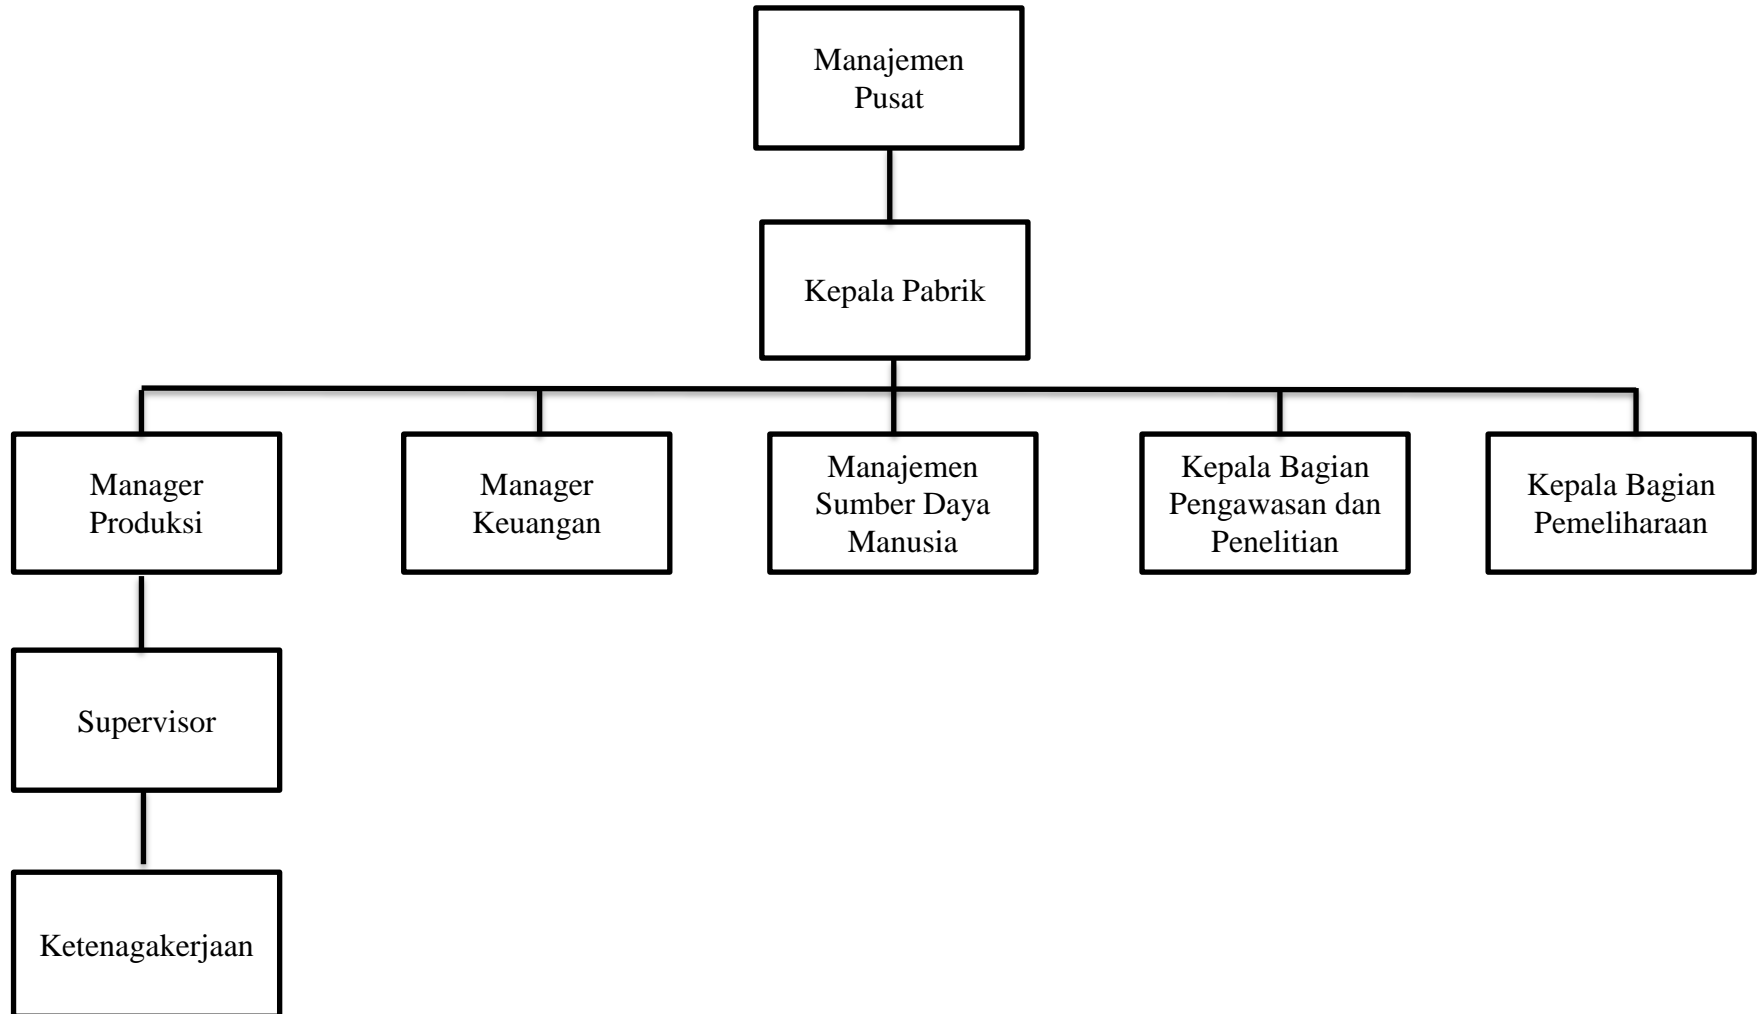 Manajemen
Pusat
Kepala Pabrik
Manager
Produksi
Manager
Keuangan
Manajemen
Sumber Daya
Manusia
Kepala Bagian
Pengawasan dan
Penelitian
Kepala Bagian
Pemeliharaan
Supervisor
Ketenagakerjaan